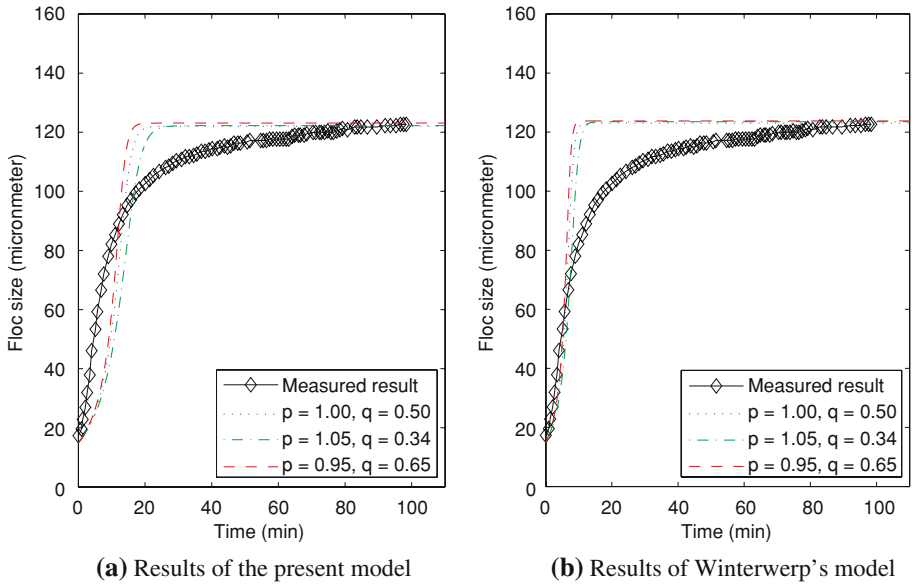 160
140
120
100
80
60
40
20
0
Floc size (micronmeter)
Measured result
p = 1.00, q = 0.50
p = 1.05, q = 0.34
p = 0.95, q = 0.65
0 20 40 60 80 100
Time (min)
(a) Results of the present model
160
140
120
100
80
60
40
20
0
Floc size (micronmeter)
Measured result
p = 1.00, q = 0.50
p = 1.05, q = 0.34
p = 0.95, q = 0.65
0 20 40 60 80 100
Time (min)
(b) Results of Winterwerp's model